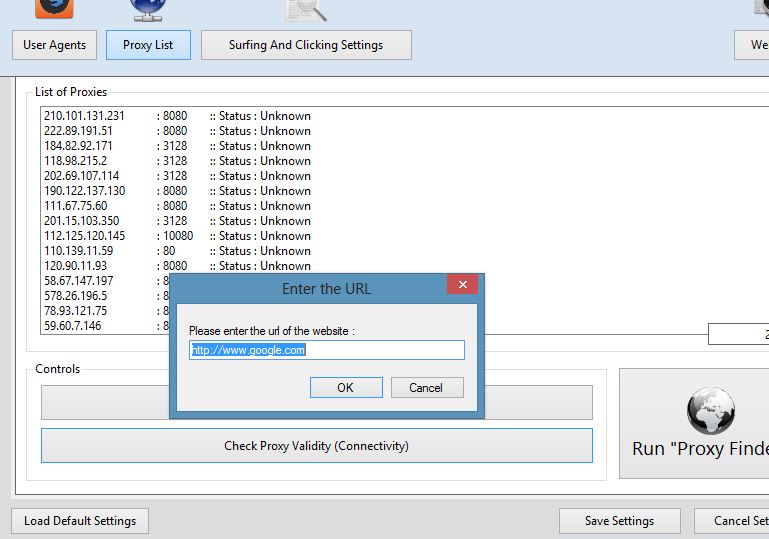 User Agents Proxy List Surfing And Clicking Settings We
List of Proxies
210.101.131.231 : 8080 :: Status : Unknown
222.89.191.51 : 8080 :: Status : Unknown
184.82.92.171 : 3128 :: Status : Unknown
118.98.215.2 : 3128 :: Status : Unknown
202.69.107.114 : 3128 :: Status : Unknown
190.122.137.130 : 8080 :: Status : Unknown
111.67.75.60 : 8080 :: Status : Unknown
201.15.103.350 : 3128 :: Status : Unknown
112.125.120.145 : 10080 :: Status : Unknown
110.139.11.59 : 80 :: Status : Unknown
120.90.11.93 : 8080 :: Status : Unknown
58.67.147.197 : 8
578.26.196.5 : 8
78.93.121.75 : 8
59.60.7.146 : 8
Enter the URL
Please enter the url of the website :
http://www.google.com
OK Cancel
2
Controls
Check Proxy Validity (Connectivity)
Run "Proxy Finde
Load Default Settings Save Settings Cancel Set